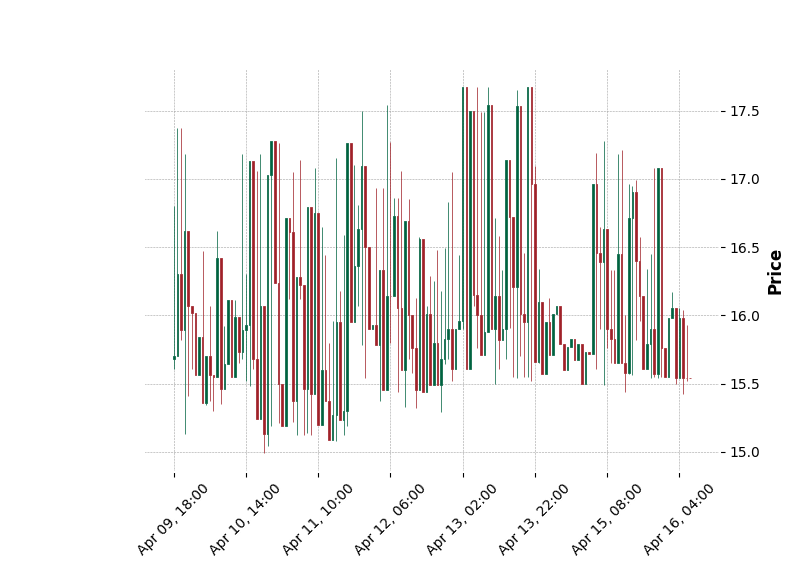 17.5
17.0
16.5
16.0
15.5
15.0
Price
Apr 09, 18:00
Apr 10, 14:00
Apr 11, 10:00
Apr 12, 06:00
Apr 13, 02:00
Apr 13, 22:00
Apr 15, 08:00
Apr 16, 04:00